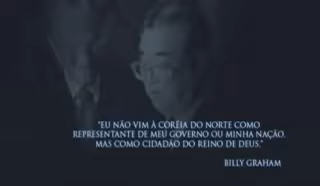 "EU NÃO VIM À CORÉIA DO NORTE COMO
REPRESENTANTE DE MEU GOVERNO OU MINHA NAÇÃO,
MAS COMO CIDADÃO DO REINO DE DEUS."
BILLY GRAHAM